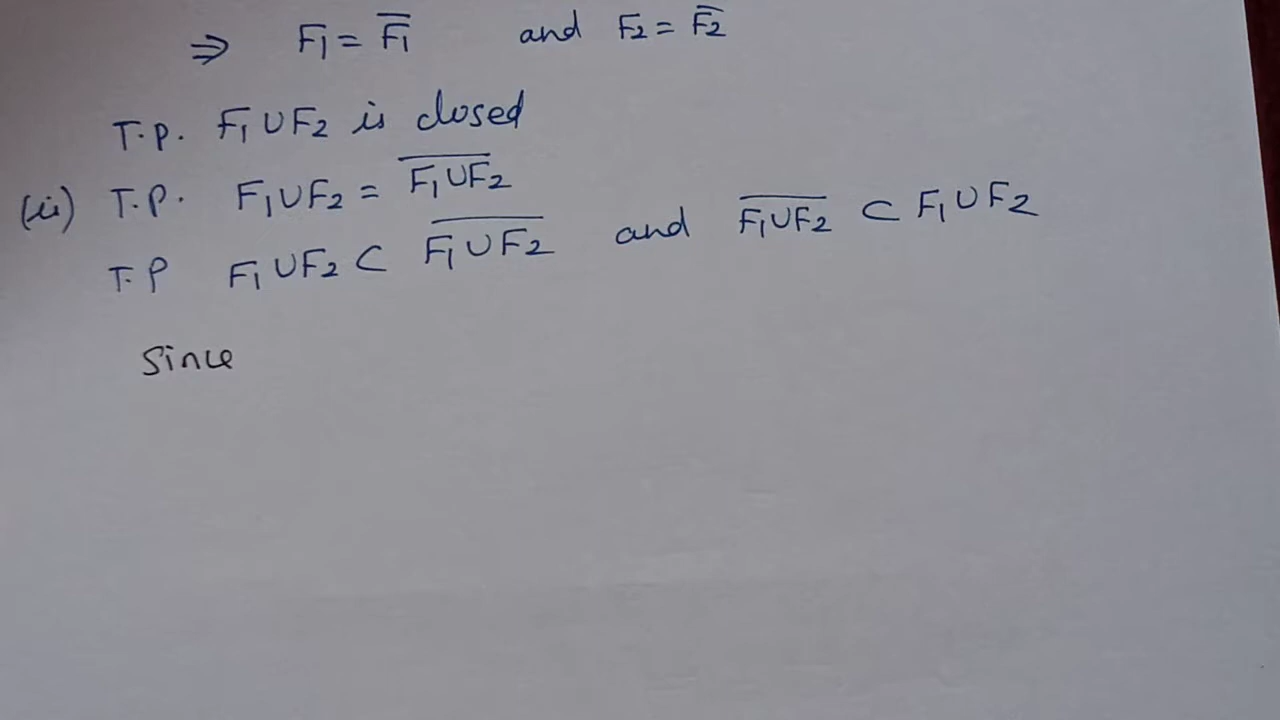 ⇒ F₁ = F̅₁ and F₂ = F̅₂
T.P. F₁ ∪ F₂ is closed
(ii) T.P. F₁ ∪ F₂ = \overline{F₁ ∪ F₂}
T.P F₁ ∪ F₂ ⊂ \overline{F₁ ∪ F₂} and \overline{F₁ ∪ F₂} ⊂ F₁ ∪ F₂
Since